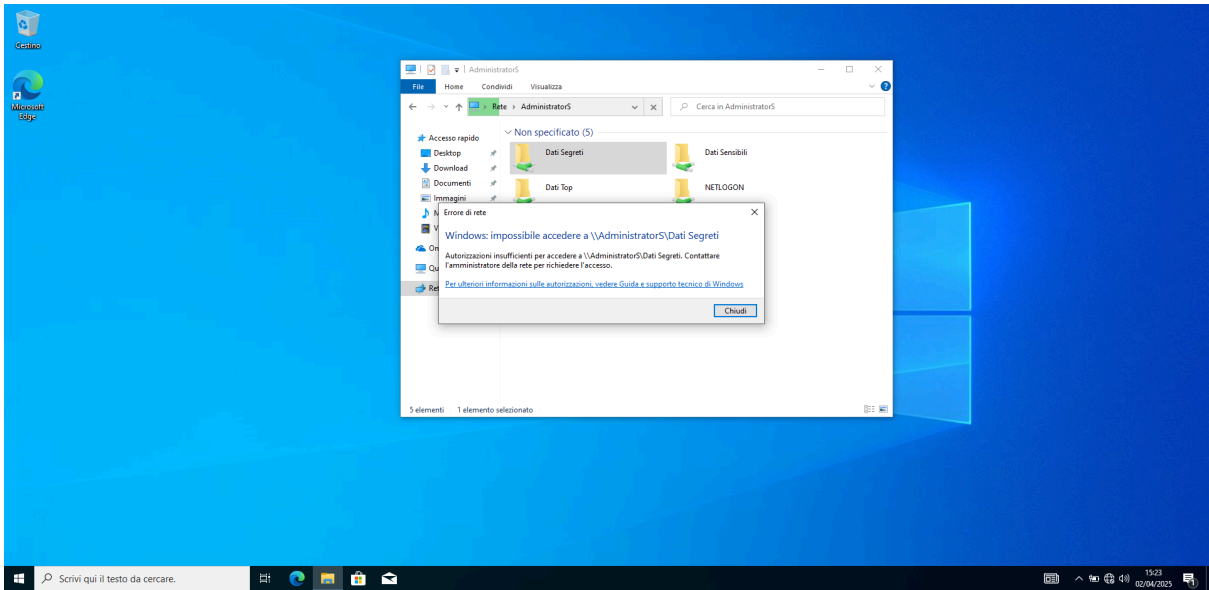 Cestino
Microsoft
Edge
AdministratorS
File Home Condividi Visualizza
Rete › AdministratorS
Cerca in AdministratorS
Accesso rapido
Desktop
Download
Documenti
Immagini
Non specificato (5)
Dati Segreti
Dati Sensibili
Dati Top
NETLOGON
Errore di rete
Windows: impossibile accedere a \\AdministratorS\Dati Segreti
Autorizzazioni insufficienti per accedere a \\AdministratorS\Dati Segreti. Contattare
l'amministratore della rete per richiedere l'accesso.
Per ulteriori informazioni sulle autorizzazioni, vedere Guida e supporto tecnico di Windows
Chiudi
5 elementi 1 elemento selezionato
Scrivi qui il testo da cercare.
15:23
02/04/2025